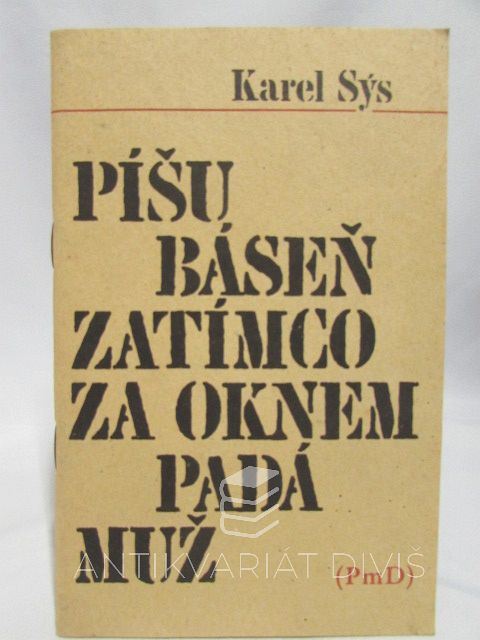 Karel Sýs
PÍŠU
BÁSEŇ
ZATÍMCO
ZA OKNEM
PADÁ
MUŽ
ANTIKVARIÁT DIVIŠ
(PmD)